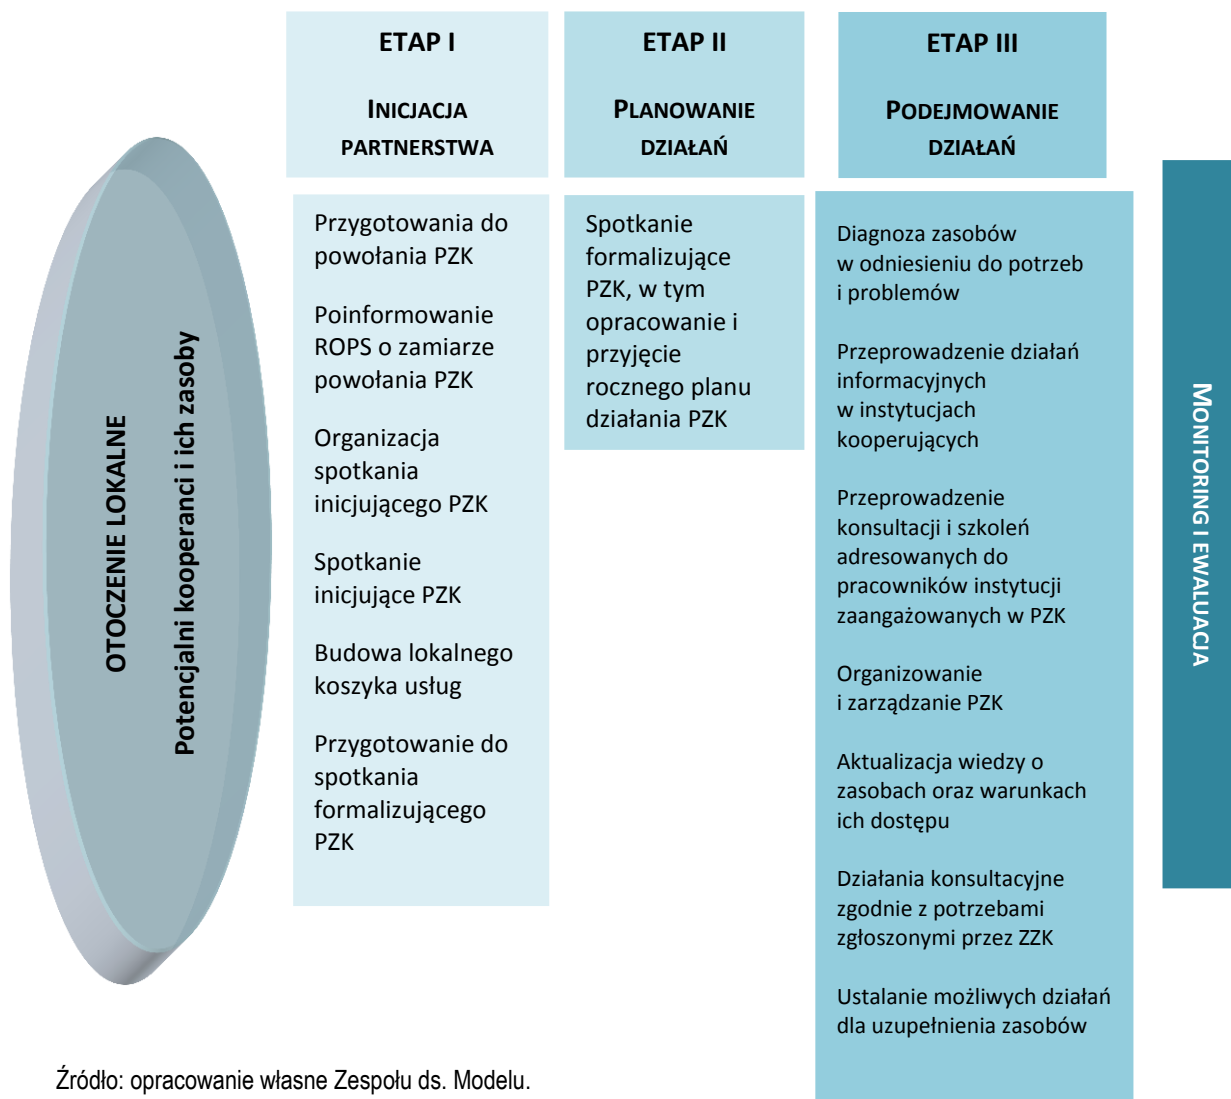 OTOCZENIE LOKALNE
Potencjalni kooperanci i ich zasoby
ETAP I
INICJACJA
PARTNERSTWA
Przygotowania do
powołania PZK
Poinformowanie
ROPS o zamiarze
powołania PZK
Organizacja
spotkania
inicjującego PZK
Spotkanie
inicjujące PZK
Budowa lokalnego
koszyka usług
Przygotowanie do
spotkania
formalizującego
PZK
ETAP II
PLANOWANIE
DZIAŁAŃ
Spotkanie
formalizujące
PZK, w tym
opracowanie i
przyjęcie
rocznego planu
działania PZK
ETAP III
PODEJMOWANIE
DZIAŁAŃ
Diagnoza zasobów
w odniesieniu do potrzeb
i problemów
Przeprowadzenie działań
informacyjnych
w instytucjach
kooperujących
Przeprowadzenie
konsultacji i szkoleń
adresowanych do
pracowników instytucji
zaangażowanych w PZK
Organizowanie
i zarządzanie PZK
Aktualizacja wiedzy o
zasobach oraz warunkach
ich dostępu
Działania konsultacyjne
zgodnie z potrzebami
zgłoszonymi przez ZZK
Ustalanie możliwych działań
dla uzupełnienia zasobów
MONITORING I EWALUACJA
Źródło: opracowanie własne Zespołu ds. Modelu.